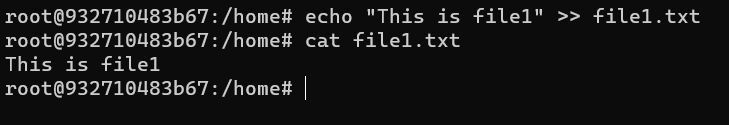 root@932710483b67:/home# echo "This is file1" >> file1.txt
root@932710483b67:/home# cat file1.txt
This is file1
root@932710483b67:/home#